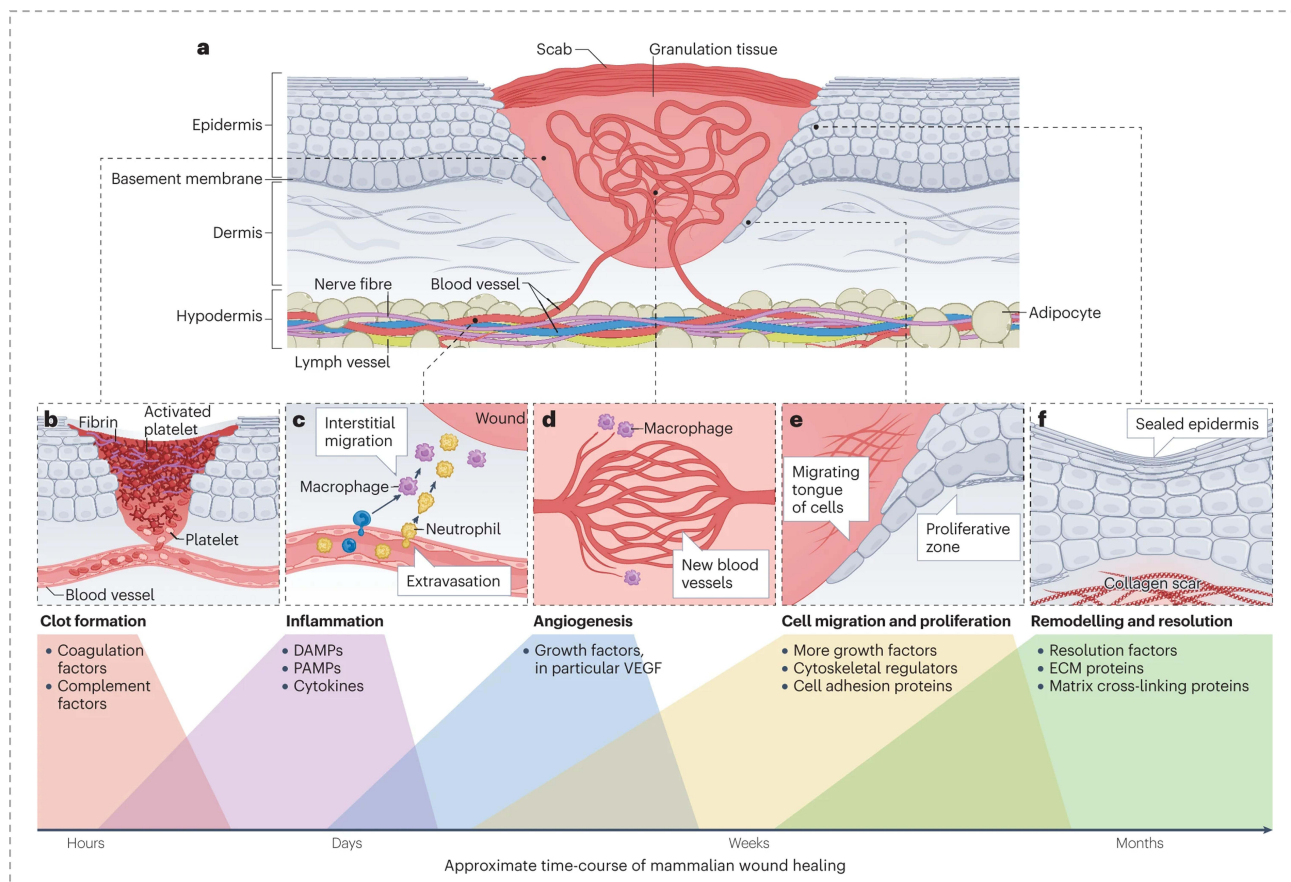 a
Scab
Granulation tissue
Epidermis
Basement membrane
Dermis
Nerve fibre
Blood vessel
Hypodermis
Adipocyte
Lymph vessel
b
Fibrin
Activated
platelet
Platelet
Blood vessel
c
Interstitial
migration
Wound
Macrophage
Neutrophil
Extravasation
d
Macrophage
New blood
vessels
e
Migrating
tongue
of cells
Proliferative
zone
f
Sealed epidermis
Collagen scar
Clot formation
• Coagulation
factors
• Complement
factors
Inflammation
• DAMPs
• PAMPs
• Cytokines
Angiogenesis
• Growth factors,
in particular VEGF
Cell migration and proliferation
• More growth factors
• Cytoskeletal regulators
• Cell adhesion proteins
Remodelling and resolution
• Resolution factors
• ECM proteins
• Matrix cross-linking proteins
Hours
Days
Weeks
Months
Approximate time-course of mammalian wound healing